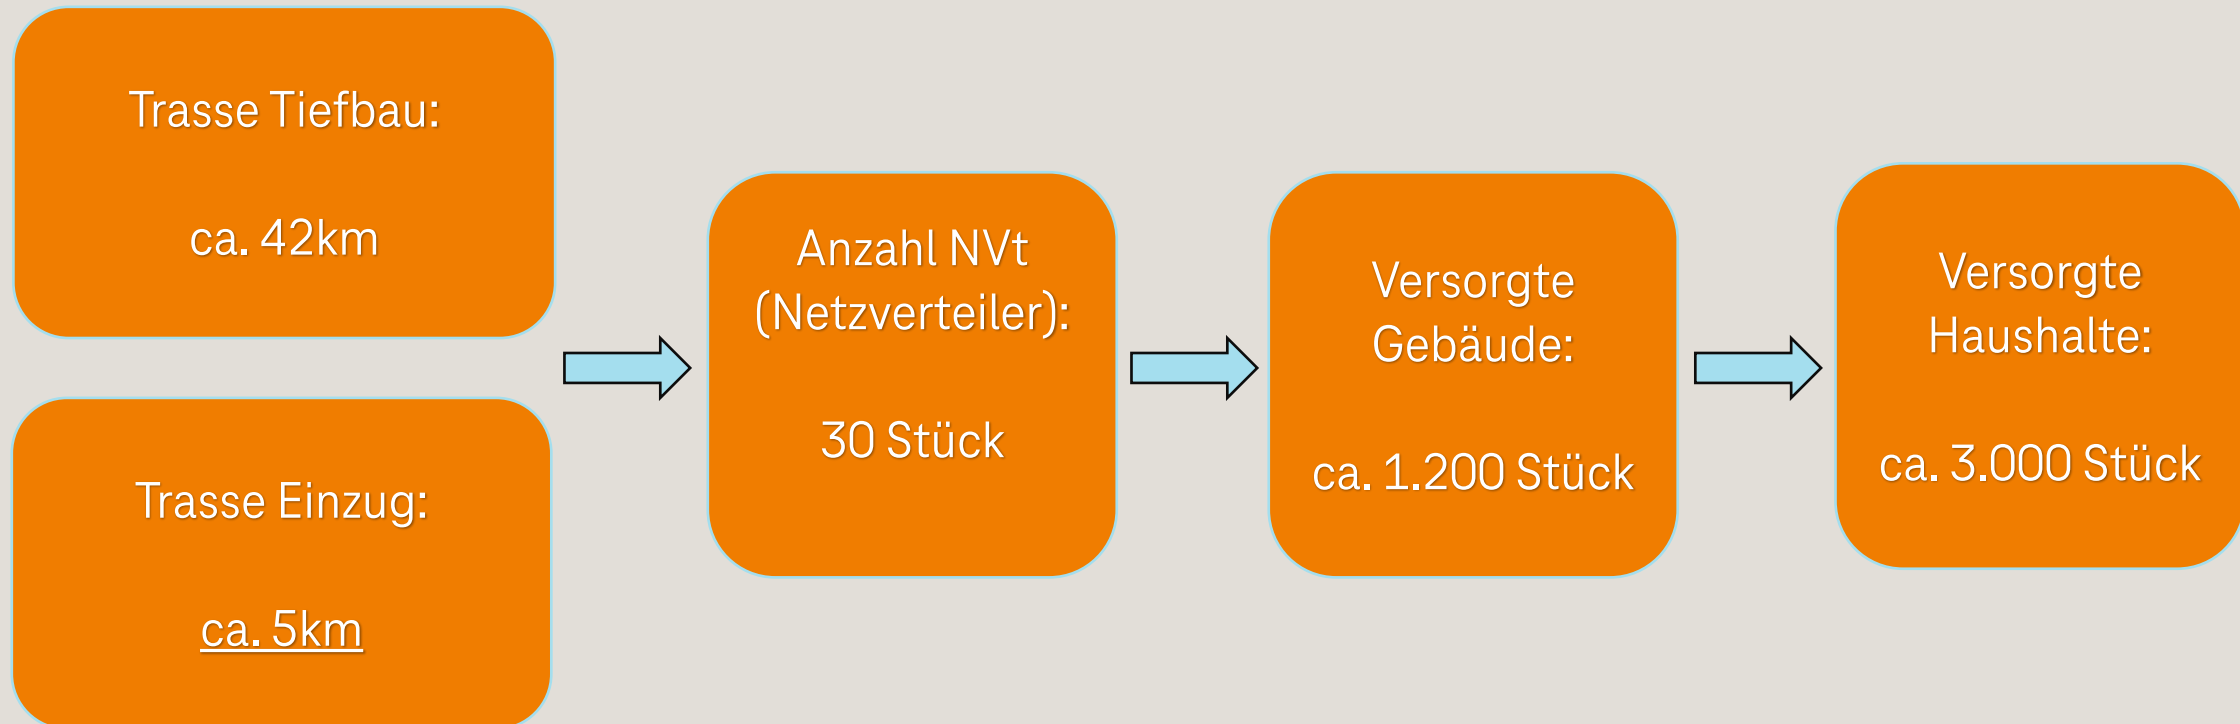 Trasse Tiefbau:
ca. 42km
Trasse Einzug:
ca. 5km
Anzahl NVt
(Netzverteiler):
30 Stück
Versorgte
Gebäude:
ca. 1.200 Stück
Versorgte
Haushalte:
ca. 3.000 Stück